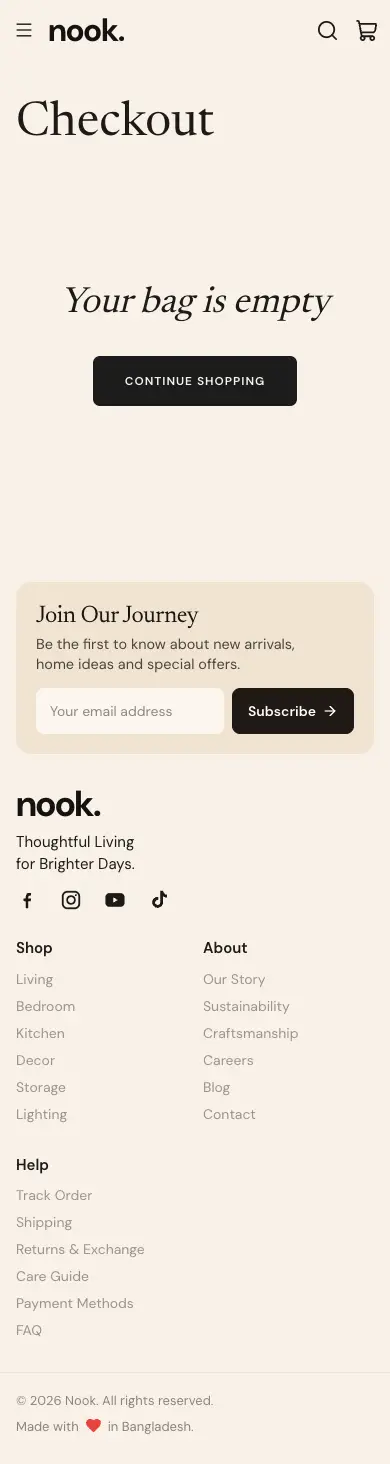 nook.
Checkout
Your bag is empty
CONTINUE SHOPPING
Join Our Journey
Be the first to know about new arrivals,
home ideas and special offers.
Your email address
Subscribe →
nook.
Thoughtful Living
for Brighter Days.
Shop
Living
Bedroom
Kitchen
Decor
Storage
Lighting
About
Our Story
Sustainability
Craftsmanship
Careers
Blog
Contact
Help
Track Order
Shipping
Returns & Exchange
Care Guide
Payment Methods
FAQ
© 2026 Nook. All rights reserved.
Made with ❤️ in Bangladesh.